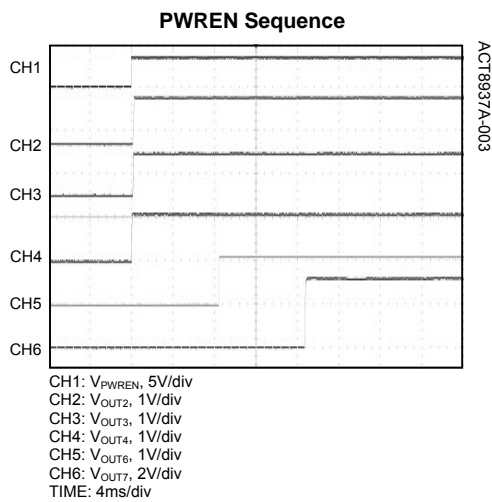 PWREN Sequence
ACT8937A-003
CH1
CH2
CH3
CH4
CH5
CH6
CH1: VPWREN, 5V/div
CH2: VOUT2, 1V/div
CH3: VOUT3, 1V/div
CH4: VOUT4, 1V/div
CH5: VOUT6, 1V/div
CH6: VOUT7, 2V/div
TIME: 4ms/div